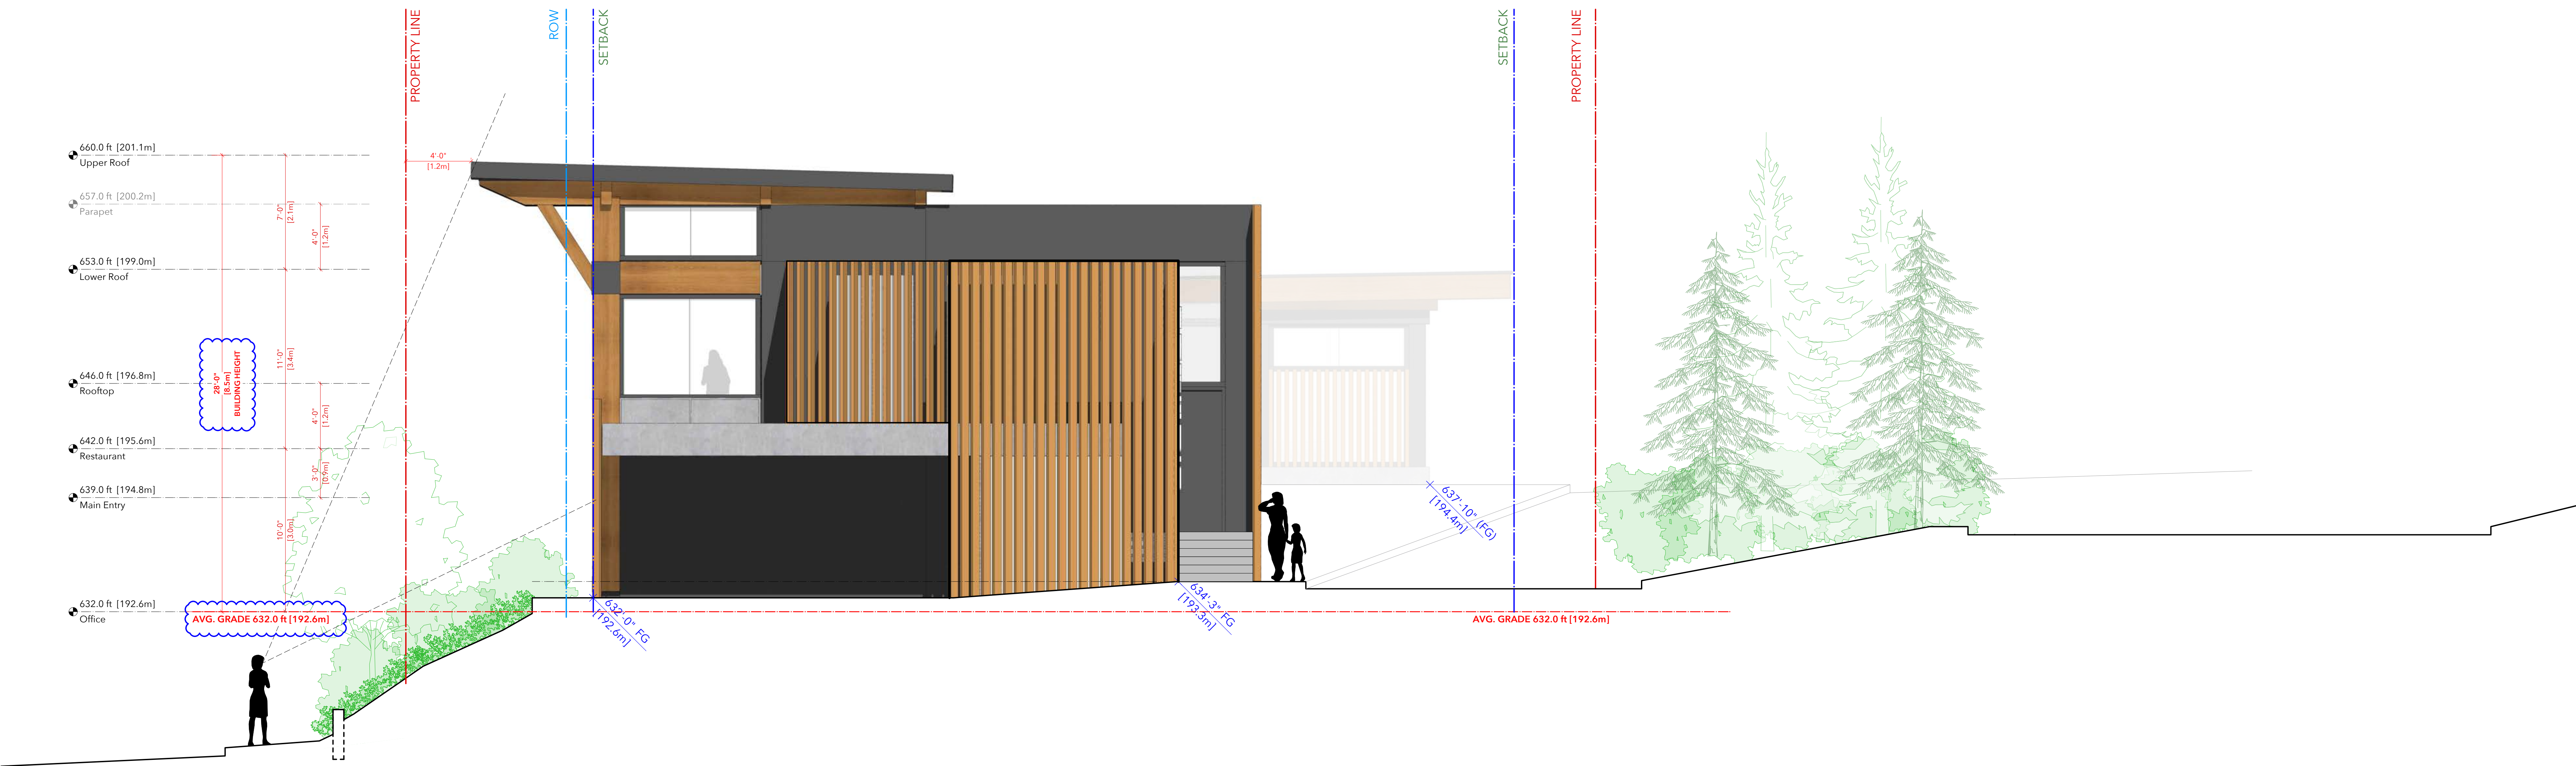 PROPERTY LINE
ROW
SETBACK
SETBACK
PROPERTY LINE
660.0 ft [201.1m]
Upper Roof
4'-0"
[1.2m]
657.0 ft [200.2m]
Parapet
7'-0"
[2.1m]
4'-0"
[1.2m]
653.0 ft [199.0m]
Lower Roof
28'-0"
[8.5m]
BUILDING HEIGHT
11'-0"
[3.4m]
646.0 ft [196.8m]
Rooftop
4'-0"
[1.2m]
642.0 ft [195.6m]
Restaurant
3'-0"
[0.9m]
639.0 ft [194.8m]
Main Entry
10'-0"
[3.0m]
637'-10" (FG)
[194.4m]
632.0 ft [192.6m]
Office
AVG. GRADE 632.0 ft [192.6m]
632'-0" FG
[192.6m]
634'-3" FG
[193.3m]
AVG. GRADE 632.0 ft [192.6m]